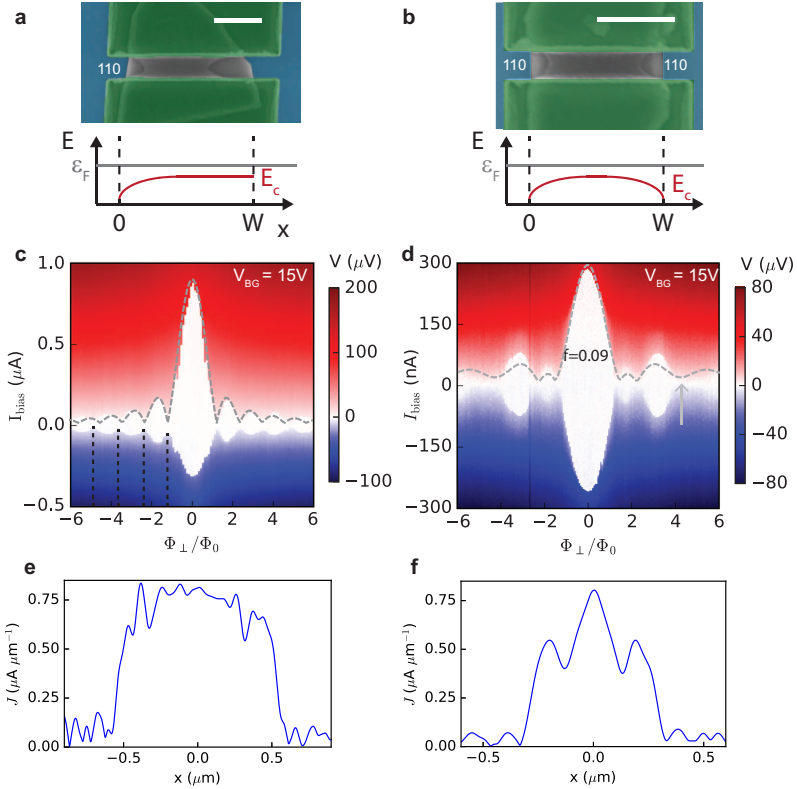 a
b
110
110
110
E
ε_F
E_c
0
W
x
E
ε_F
E_c
0
W
c
V_BG = 15V
V (μV)
1.0
0.5
0.0
−0.5
I_bias (μA)
200
100
0
−100
−6
−4
−2
0
2
4
6
Φ_⊥/Φ_0
d
V_BG = 15V
V (μV)
f=0.09
300
150
0
−150
−300
I_bias (nA)
80
40
0
−40
−80
−6
−4
−2
0
2
4
6
Φ_⊥/Φ_0
e
0.75
0.50
0.25
0.00
J (μA μm⁻¹)
−0.5
0.0
0.5
x (μm)
f
0.75
0.50
0.25
0.00
J (μA μm⁻¹)
−0.5
0.0
0.5
x (μm)